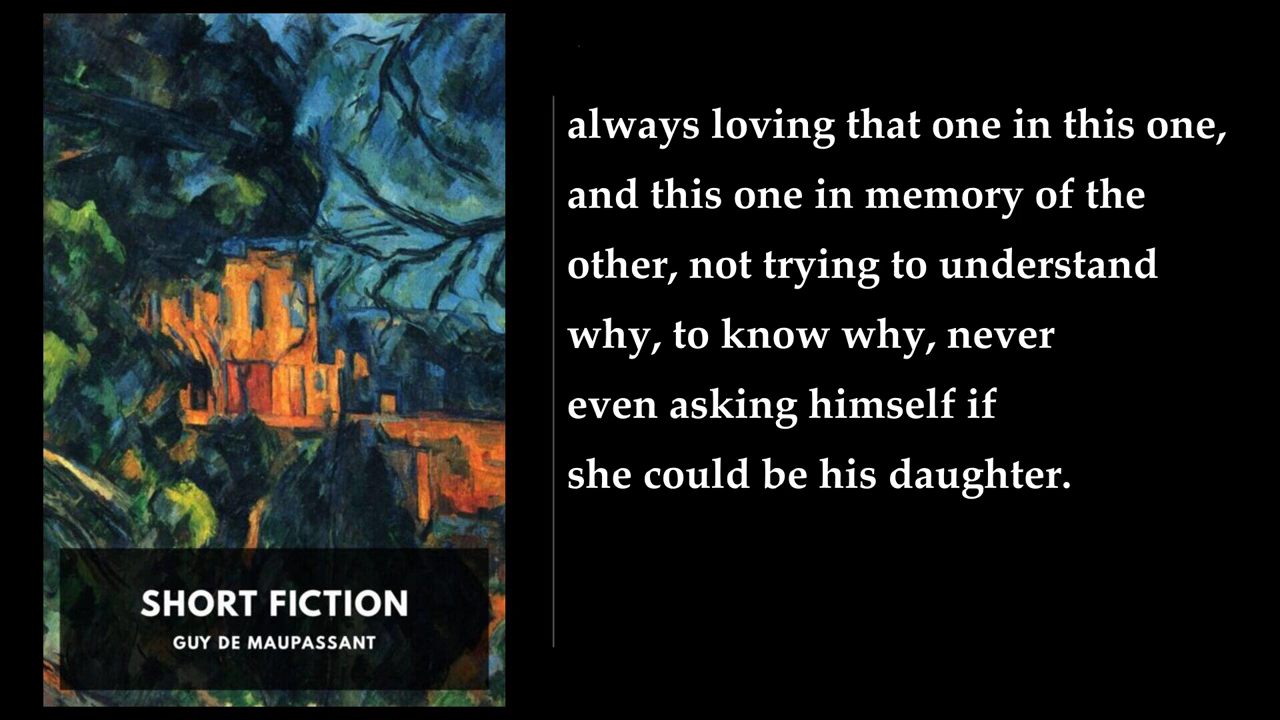 always loving that one in this one,
and this one in memory of the
other, not trying to understand
why, to know why, never
even asking himself if
she could be his daughter.
SHORT FICTION
GUY DE MAUPASSANT